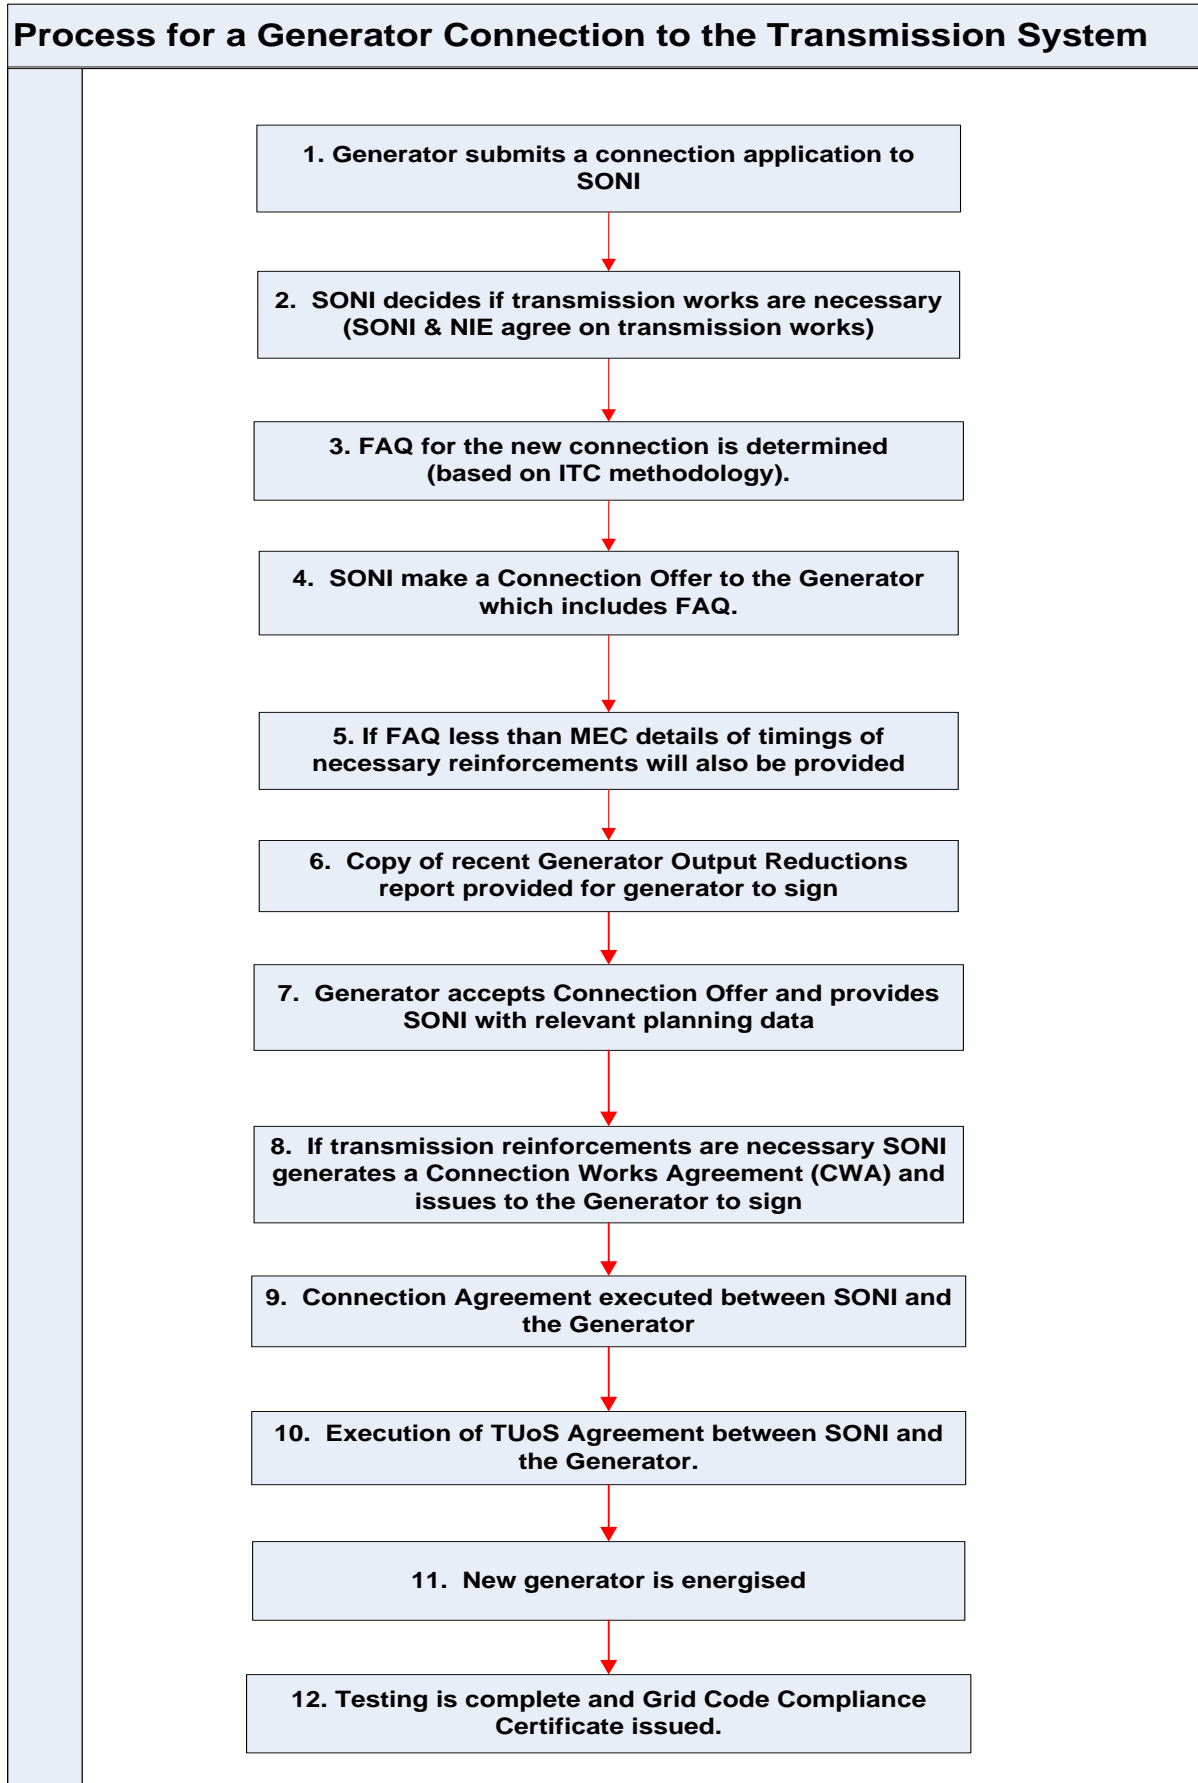 Process for a Generator Connection to the Transmission System
1. Generator submits a connection application to
SONI
2. SONI decides if transmission works are necessary
(SONI & NIE agree on transmission works)
3. FAQ for the new connection is determined
(based on ITC methodology).
4. SONI make a Connection Offer to the Generator
which includes FAQ.
5. If FAQ less than MEC details of timings of
necessary reinforcements will also be provided
6. Copy of recent Generator Output Reductions
report provided for generator to sign
7. Generator accepts Connection Offer and provides
SONI with relevant planning data
8. If transmission reinforcements are necessary SONI
generates a Connection Works Agreement (CWA) and
issues to the Generator to sign
9. Connection Agreement executed between SONI and
the Generator
10. Execution of TUoS Agreement between SONI and
the Generator.
11. New generator is energised
12. Testing is complete and Grid Code Compliance
Certificate issued.